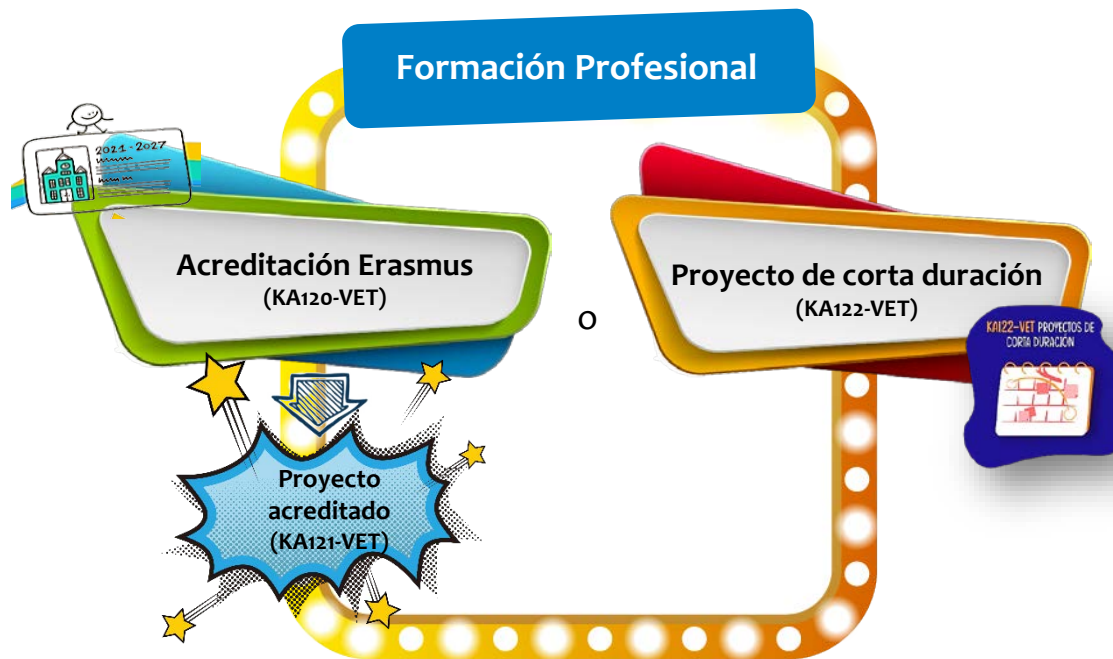 Formación Profesional
2021-2027
Acreditación Erasmus
(KA120-VET)
o
Proyecto de corta duración
(KA122-VET)
KA122-VET PROYECTOS DE
CORTA DURACIÓN
Proyecto
acreditado
(KA121-VET)